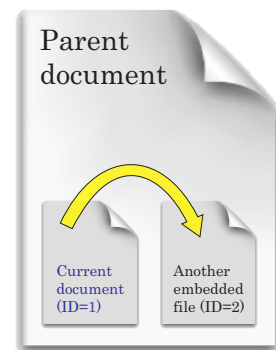 Parent
document
Current
document
(ID=1)
Another
embedded
file (ID=2)